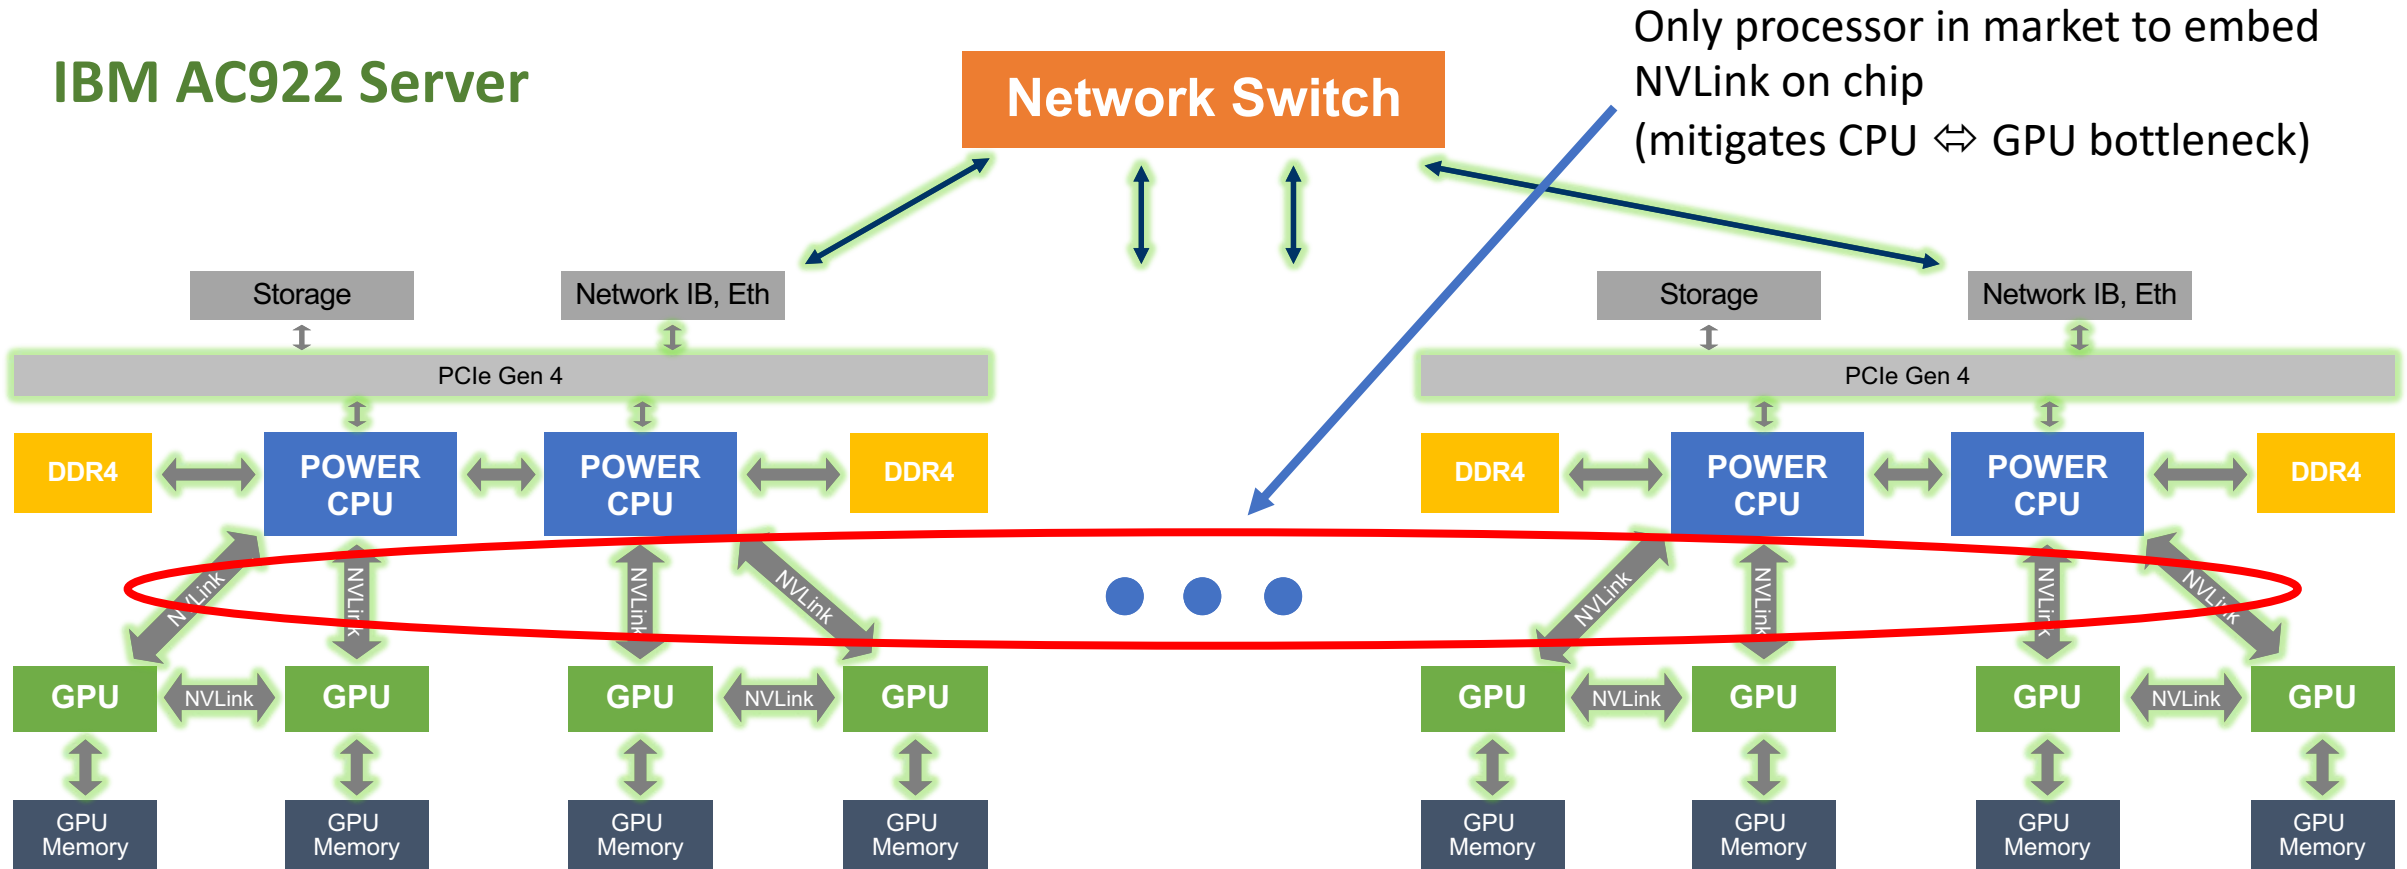 Only processor in market to embed
NVLink on chip
(mitigates CPU ⬄ GPU bottleneck)
IBM AC922 Server
Network Switch
Storage
Network IB, Eth
Storage
Network IB, Eth
PCIe Gen 4
PCIe Gen 4
DDR4
POWER
CPU
POWER
CPU
DDR4
DDR4
POWER
CPU
POWER
CPU
DDR4
NVLink
NVLink
NVLink
NVLink
NVLink
NVLink
NVLink
NVLink
GPU
NVLink
GPU
GPU
NVLink
GPU
GPU
NVLink
GPU
GPU
NVLink
GPU
GPU
Memory
GPU
Memory
GPU
Memory
GPU
Memory
GPU
Memory
GPU
Memory
GPU
Memory
GPU
Memory